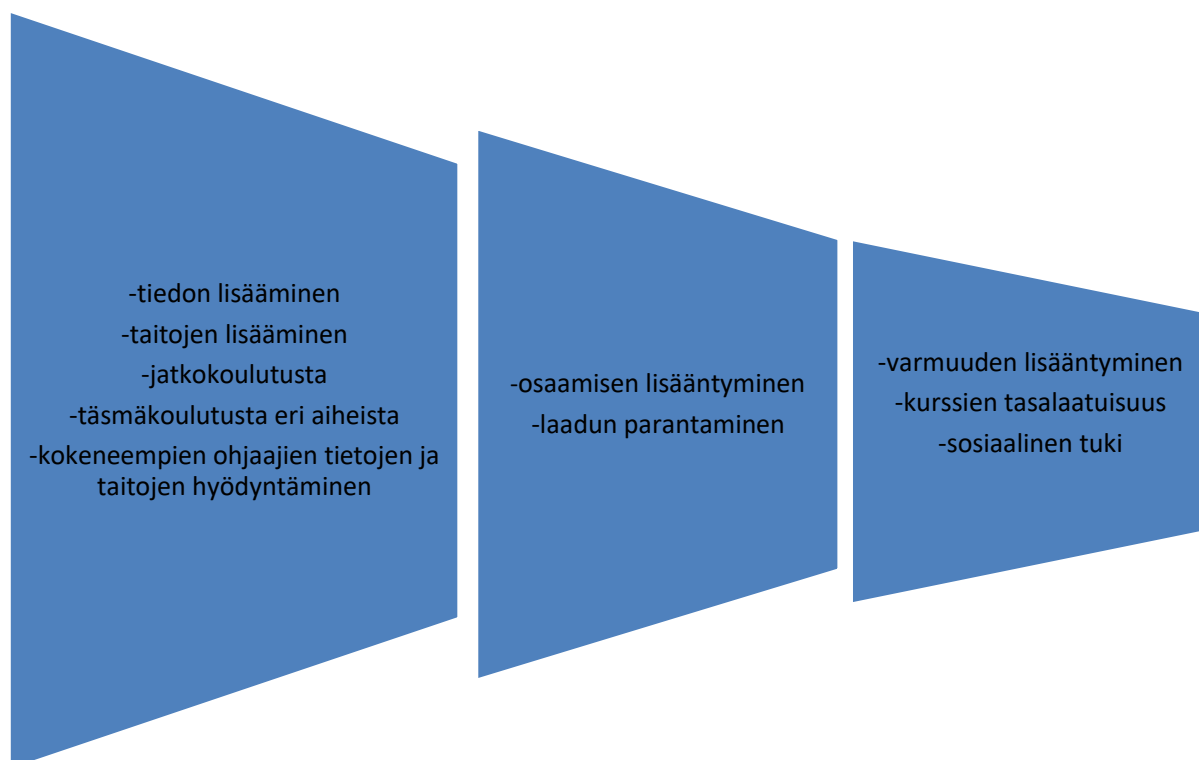 -tiedon lisääminen
-taitojen lisääminen
-jatkokoulutusta
-täsmäkoulutusta eri aiheista
-kokeneempien ohjaajien tietojen ja
taitojen hyödyntäminen
-osaamisen lisääntyminen
-laadun parantaminen
-varmuuden lisääntyminen
-kurssien tasalaatuisuus
-sosiaalinen tuki